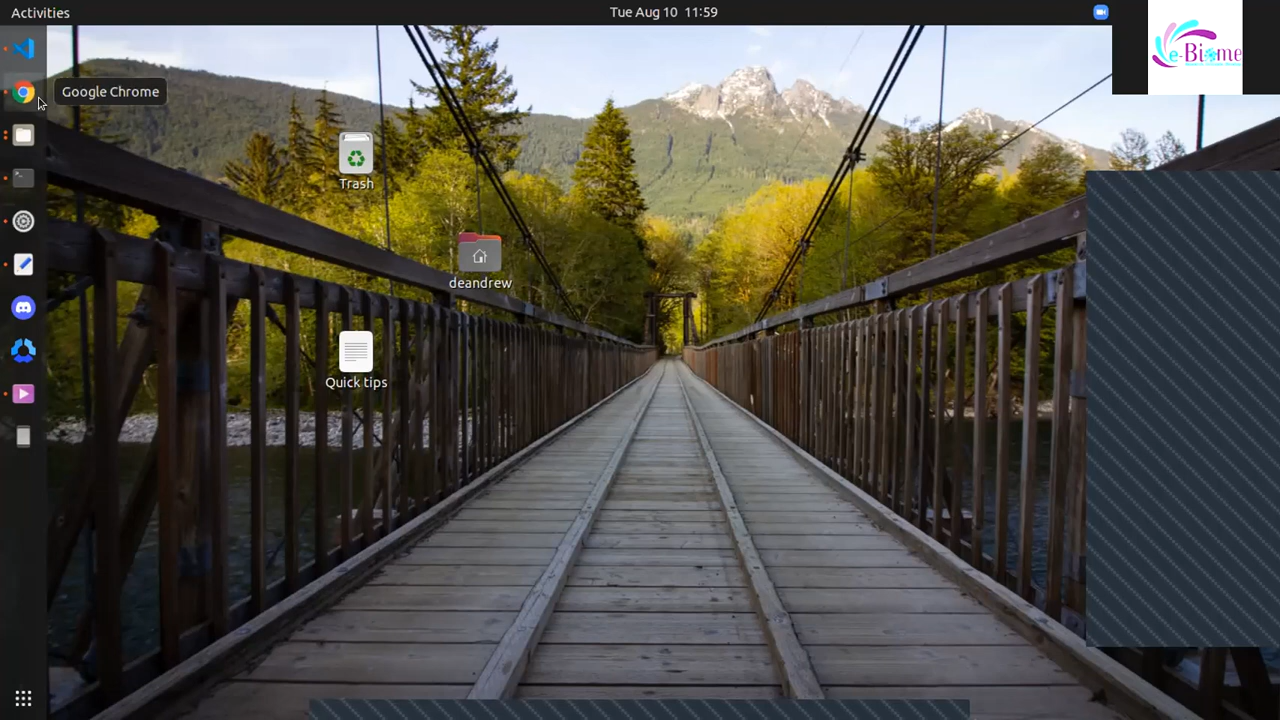 Activities
Tue Aug 10 11:59
e-Biome
Google Chrome
Trash
deandrew
Quick tips